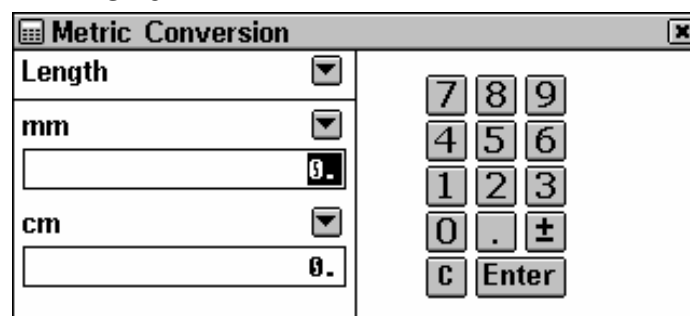 Metric Conversion
Length
mm
0.
cm
0.
7 8 9
4 5 6
1 2 3
0 . ±
C Enter